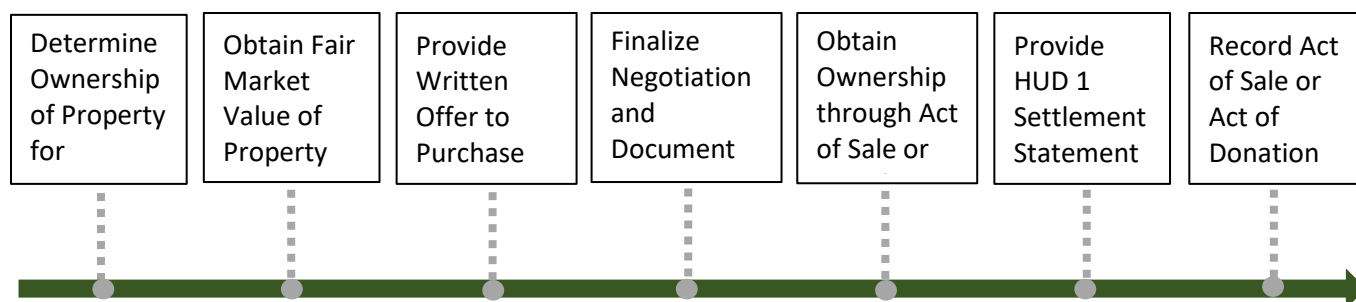 Determine
Ownership
of Property
for
Obtain Fair
Market
Value of
Property
Provide
Written
Offer to
Purchase
Finalize
Negotiation
and
Document
Obtain
Ownership
through Act
of Sale or
Provide
HUD 1
Settlement
Statement
Record Act
of Sale or
Act of
Donation